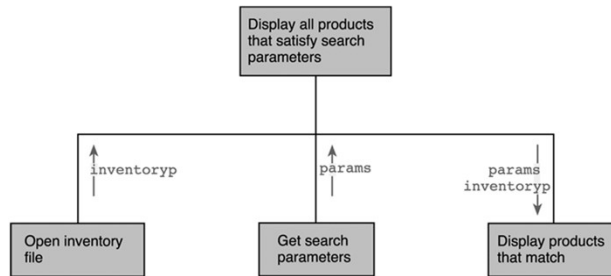 Display all products
that satisfy search
parameters
inventoryp
params
params
inventoryp
Open inventory
file
Get search
parameters
Display products
that match